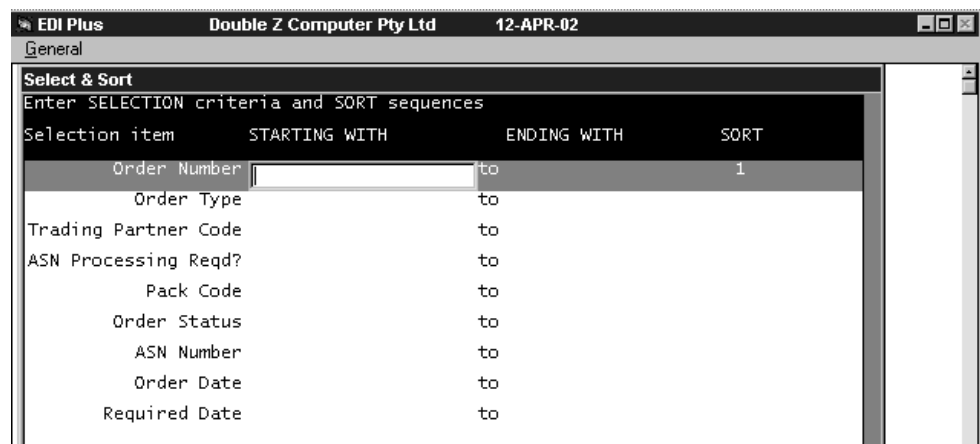 EDI Plus Double Z Computer Pty Ltd 12-APR-02
General
Select & Sort
Enter SELECTION criteria and SORT sequences
Selection item STARTING WITH ENDING WITH SORT
Order Number to 1
Order Type to
Trading Partner Code to
ASN Processing Reqd? to
Pack Code to
Order Status to
ASN Number to
Order Date to
Required Date to